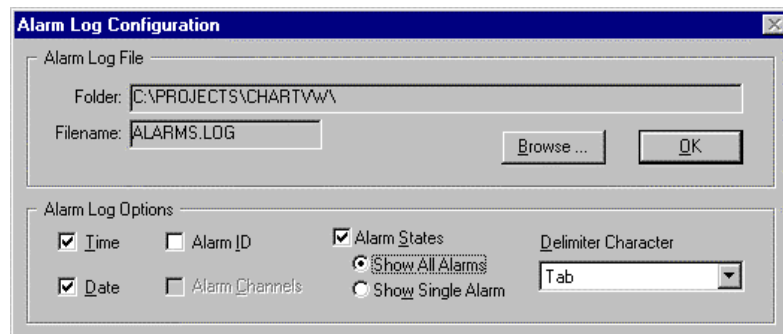 Alarm Log Configuration
Alarm Log File
Folder: C:\PROJECTS\CHARTVW\
Filename: ALARMS.LOG
Browse ... OK
Alarm Log Options
Time Alarm ID Alarm States Delimiter Character
Show All Alarms Tab
Date Alarm Channels Show Single Alarm